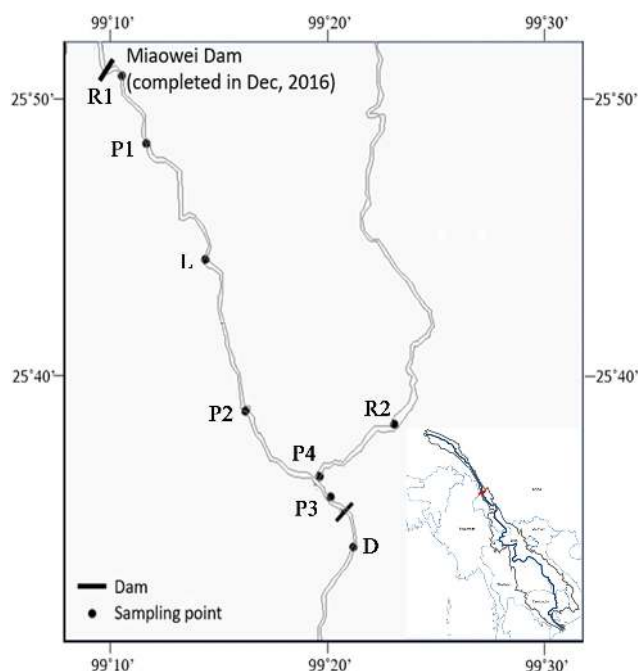 99°10′ 99°20′ 99°30′
Miaowei Dam
(completed in Dec, 2016)
25°50′ 25°50′
R1
P1
L
25°40′ 25°40′
P2
R2
P4
P3
D
Dam
Sampling point
99°10′ 99°20′ 99°30′